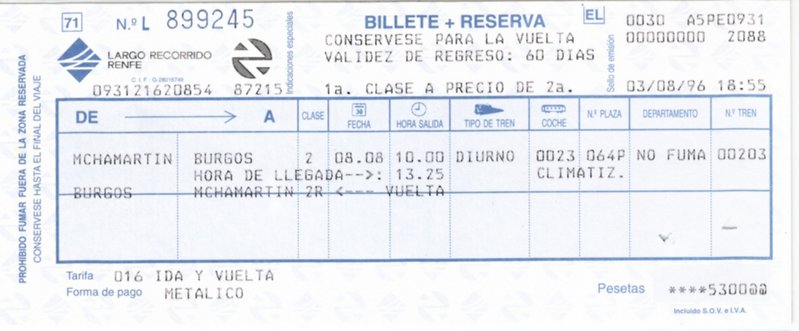 71 N.º L 899245 BILLETE + RESERVA EL 0030 A5PE0931
CONSERVESE PARA LA VUELTA 00000000 2088
LARGO RECORRIDO
RENFE
VALIDEZ DE REGRESO: 60 DIAS
C.I.F.: G-28016749
093121620854 87215 1a. CLASE A PRECIO DE 2a. 03/08/96 18:55
Indicaciones especiales
Sello de emisión
DE A CLASE FECHA HORA SALIDA TIPO DE TREN COCHE N.º PLAZA DEPARTAMENTO N.º TREN
MCHAMARTIN BURGOS 2 08.08 10.00 DIURNO 0023 064P NO FUMA 00203
HORA DE LLEGADA-->: 13.25 CLIMATIZ.
BURGOS MCHAMARTIN 2R <--- VUELTA
Tarifa 016 IDA Y VUELTA
Forma de pago METALICO
Pesetas ****5300@@
Incluido S.O.V. e I.V.A.
PROHIBIDO FUMAR FUERA DE LA ZONA RESERVADA
CONSERVESE HASTA EL FINAL DEL VIAJE